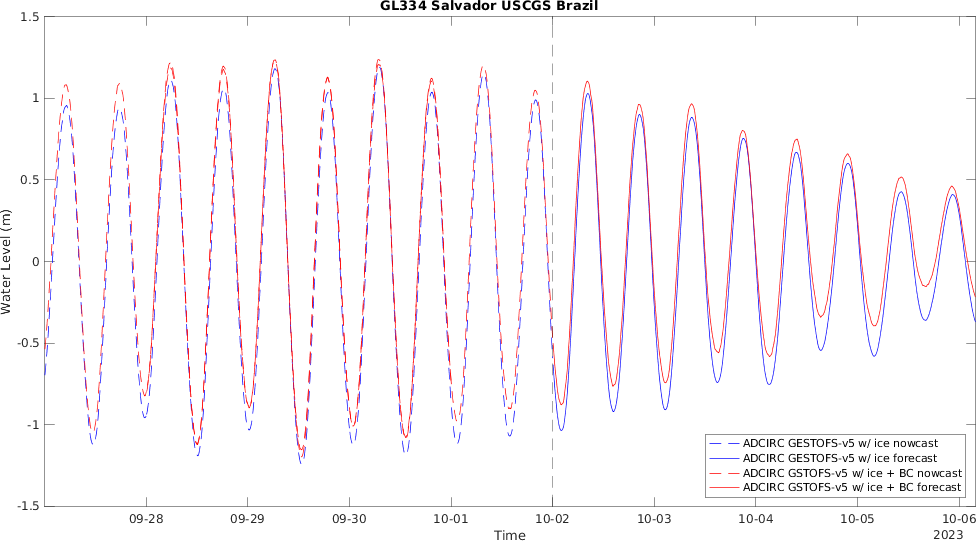 GL334 Salvador USCGS Brazil
1.5
1
0.5
0
-0.5
-1
-1.5
Water Level (m)
ADCIRC GESTOFS-v5 w/ ice nowcast
ADCIRC GESTOFS-v5 w/ ice forecast
ADCIRC GSTOFS-v5 w/ ice + BC nowcast
ADCIRC GSTOFS-v5 w/ ice + BC forecast
09-28 09-29 09-30 10-01 10-02 10-03 10-04 10-05 10-06
Time
2023